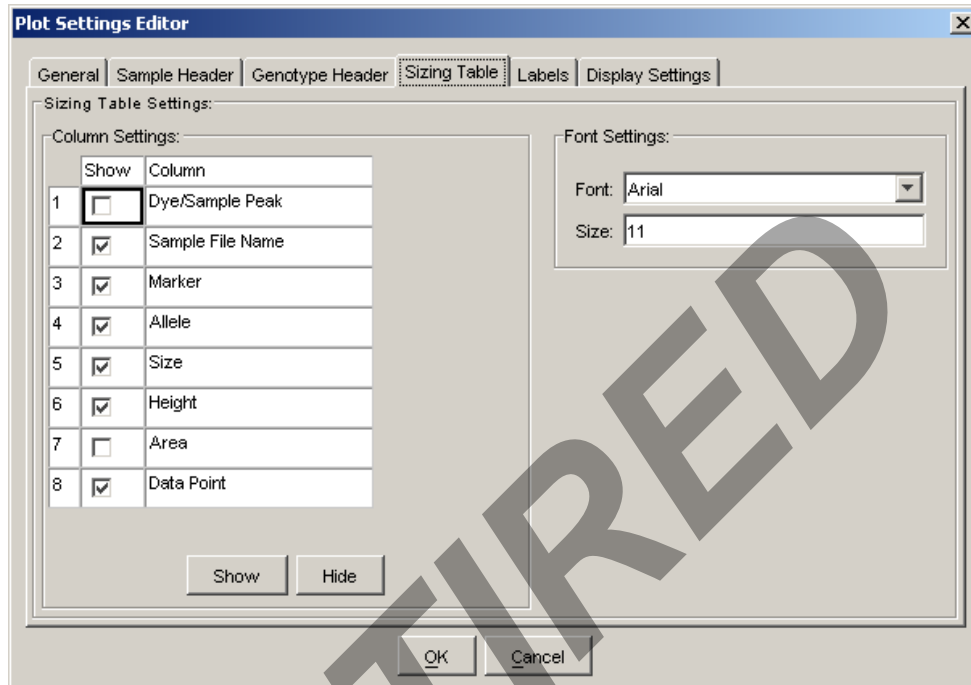 Plot Settings Editor
General Sample Header Genotype Header Sizing Table Labels Display Settings
Sizing Table Settings:
Column Settings:
Show Column
1 Dye/Sample Peak
2 Sample File Name
3 Marker
4 Allele
5 Size
6 Height
7 Area
8 Data Point
Show Hide
Font Settings:
Font: Arial
Size: 11
OK Cancel
TIRED